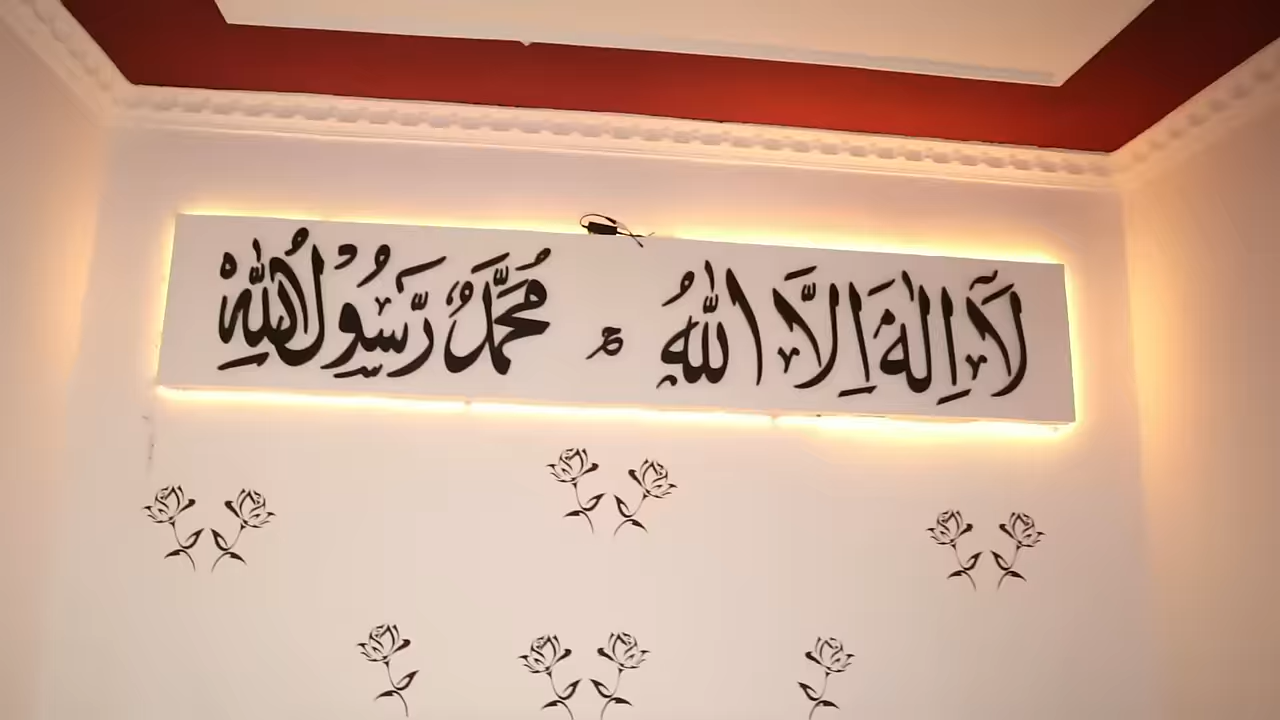 لَا اِلٰهَ اِلَّا اللّٰهُ مُحَمَّدٌ رَّسُوْلُ اللّٰهِ